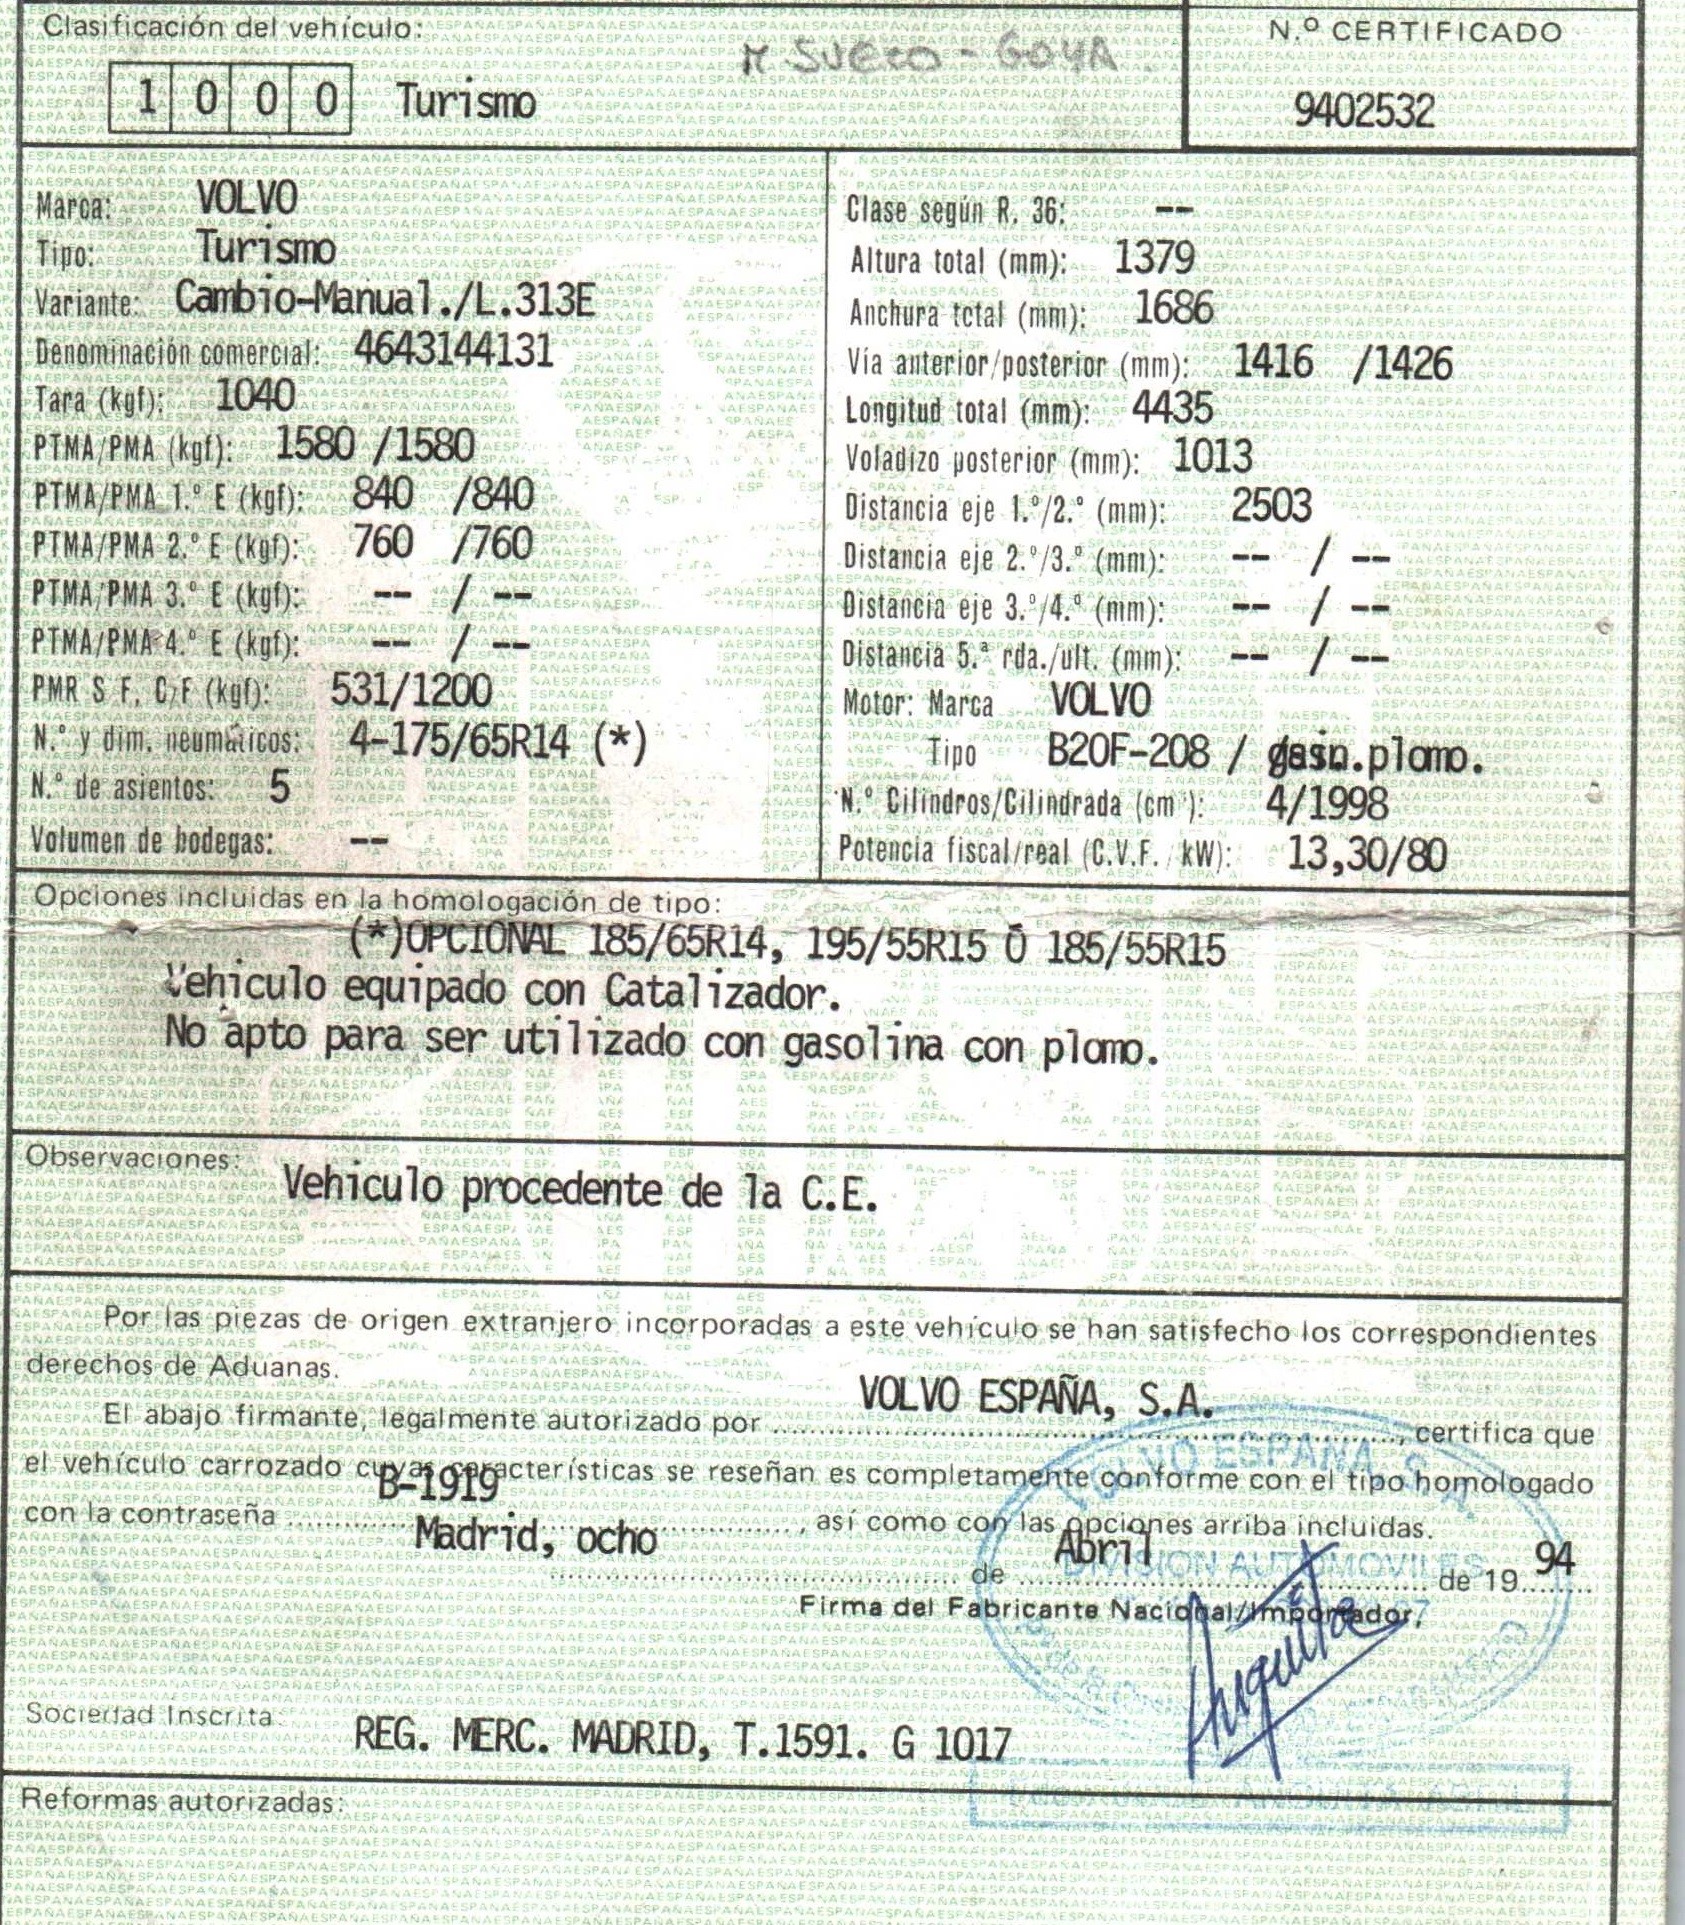 Clasificación del vehículo:
1 0 0 0 Turismo
SUECO - GOYA.
N.º CERTIFICADO
9402532
Marca: VOLVO
Tipo: Turismo
Variante: Cambio-Manual./L.313E
Denominación comercial: 4643144131
Tara (kgf): 1040
PTMA/PMA (kgf): 1580 /1580
PTMA/PMA 1.º E (kgf): 840 /840
PTMA/PMA 2.º E (kgf): 760 /760
PTMA/PMA 3.º E (kgf): -- / --
PTMA/PMA 4.º E (kgf): -- / --
PMR S/F, C/F (kgf): 531/1200
N.º y dim. neumáticos: 4-175/65R14 (*)
N.º de asientos: 5
Volumen de bodegas: --
Clase según R. 36: --
Altura total (mm): 1379
Anchura total (mm): 1686
Vía anterior/posterior (mm): 1416 /1426
Longitud total (mm): 4435
Voladizo posterior (mm): 1013
Distancia eje 1.º/2.º (mm): 2503
Distancia eje 2.º/3.º (mm): -- / --
Distancia eje 3.º/4.º (mm): -- / --
Distancia 5.ª rda./ult. (mm): -- / --
Motor: Marca VOLVO
Tipo B20F-208 / .plomo.
N.º Cilindros/Cilindrada (cm³): 4/1998
Potencia fiscal/real (C.V.F./kW): 13,30/80
Opciones incluidas en la homologación de tipo:
(*)OPCIONAL 185/65R14, 195/55R15 Ó 185/55R15
Vehiculo equipado con Catalizador.
No apto para ser utilizado con gasolina con plomo.
Observaciones: Vehiculo procedente de la C.E.
Por las piezas de origen extranjero incorporadas a este vehículo se han satisfecho los correspondientes
derechos de Aduanas.
El abajo firmante, legalmente autorizado por VOLVO ESPAÑA, S.A., certifica que
el vehículo carrozado cuyas características se reseñan es completamente conforme con el tipo homologado
con la contraseña B-1919, así como con las opciones arriba incluidas.
Madrid, ocho de Abril de 1994
Firma del Fabricante Nacional/Importador,
VOLVO ESPAÑA, S.A.
DIVISION AUTOMOVILES
Sociedad Inscrita: REG. MERC. MADRID, T.1591. G 1017
Reformas autorizadas: